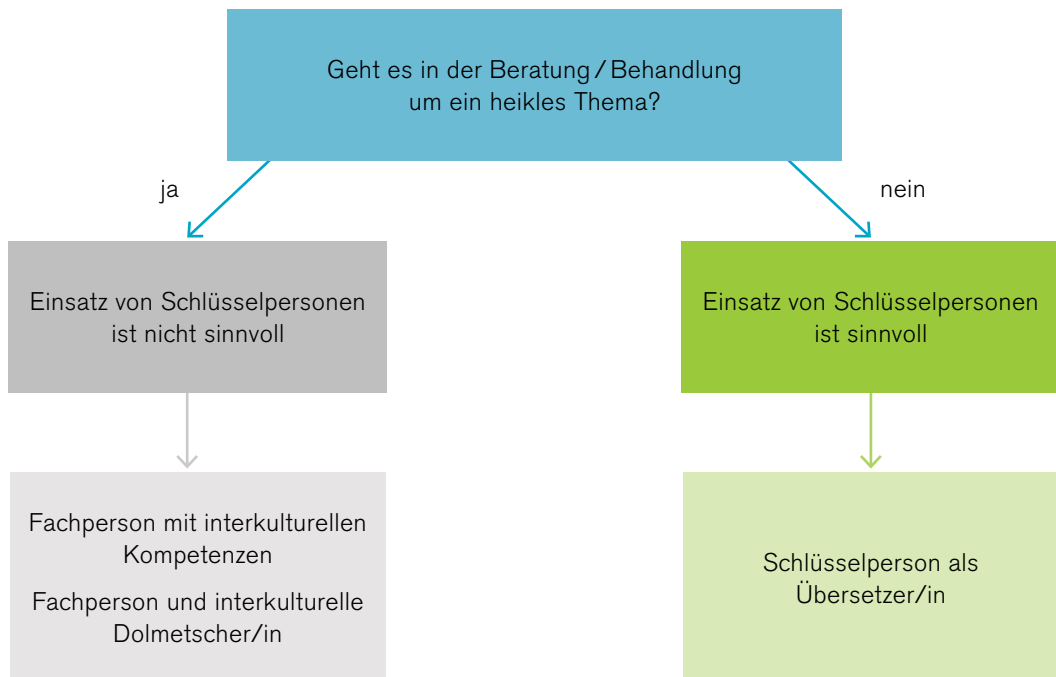 Geht es in der Beratung / Behandlung
um ein heikles Thema?
ja
nein
Einsatz von Schlüsselpersonen
ist nicht sinnvoll
Einsatz von Schlüsselpersonen
ist sinnvoll
Fachperson mit interkulturellen
Kompetenzen
Fachperson und interkulturelle
Dolmetscher/in
Schlüsselperson als
Übersetzer/in